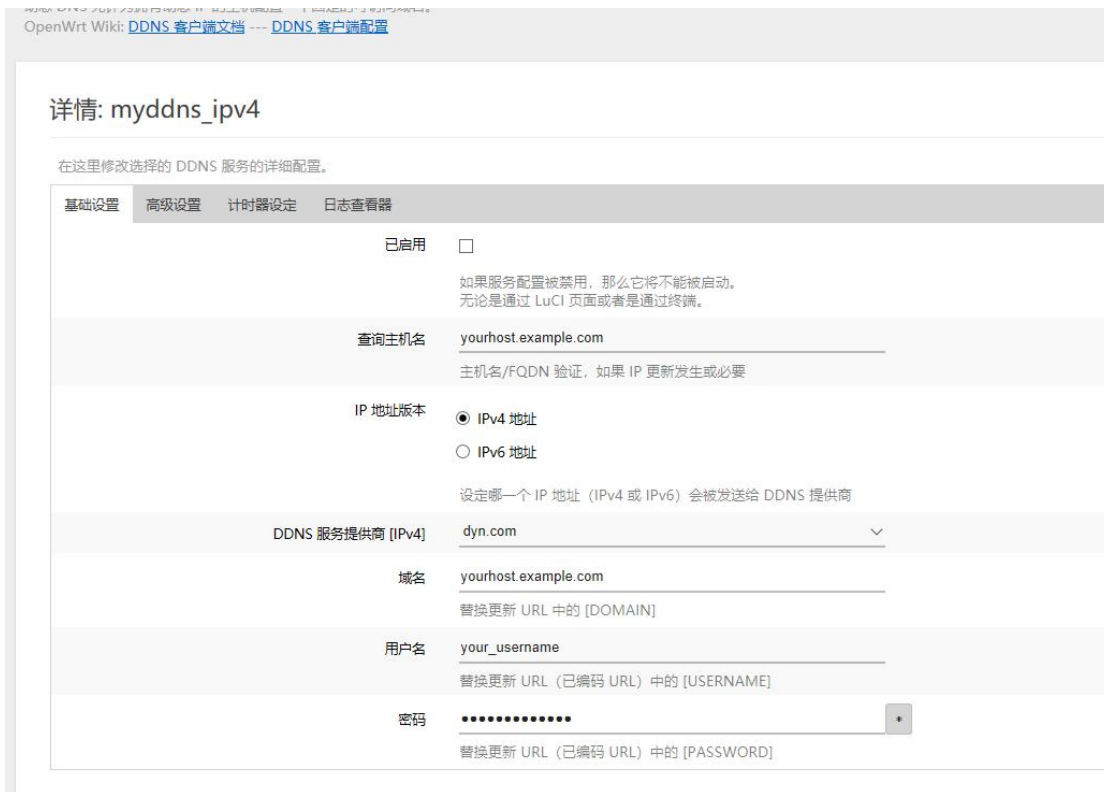 OpenWrt Wiki: DDNS 客户端文档 --- DDNS 客户端配置
详情: myddns_ipv4
在这里修改选择的 DDNS 服务的详细配置。
基础设置 高级设置 计时器设定 日志查看器
已启用
如果服务配置被禁用，那么它将不能被启动。
无论是通过 LuCI 页面或者是通过终端。
查询主机名 yourhost.example.com
主机名/FQDN 验证，如果 IP 更新发生或必要
IP 地址版本
IPv4 地址
IPv6 地址
设定哪一个 IP 地址（IPv4 或 IPv6）会被发送给 DDNS 提供商
DDNS 服务提供商 [IPv4] dyn.com
域名 yourhost.example.com
替换更新 URL 中的 [DOMAIN]
用户名 your_username
替换更新 URL（已编码 URL）中的 [USERNAME]
密码 ••••••••••••• *
替换更新 URL（已编码 URL）中的 [PASSWORD]